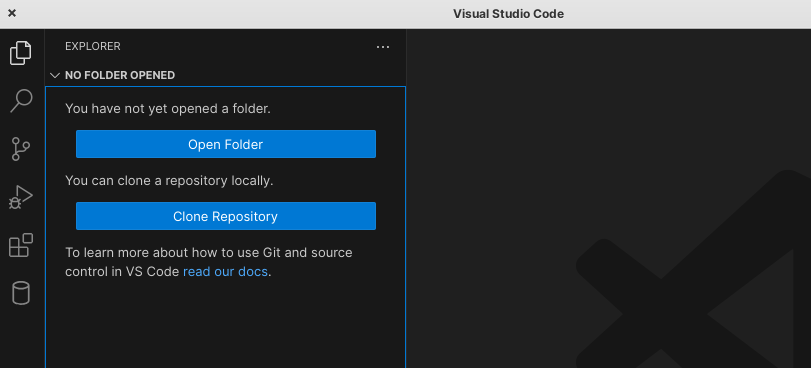 Visual Studio Code
EXPLORER
NO FOLDER OPENED
You have not yet opened a folder.
Open Folder
You can clone a repository locally.
Clone Repository
To learn more about how to use Git and source
control in VS Code read our docs.